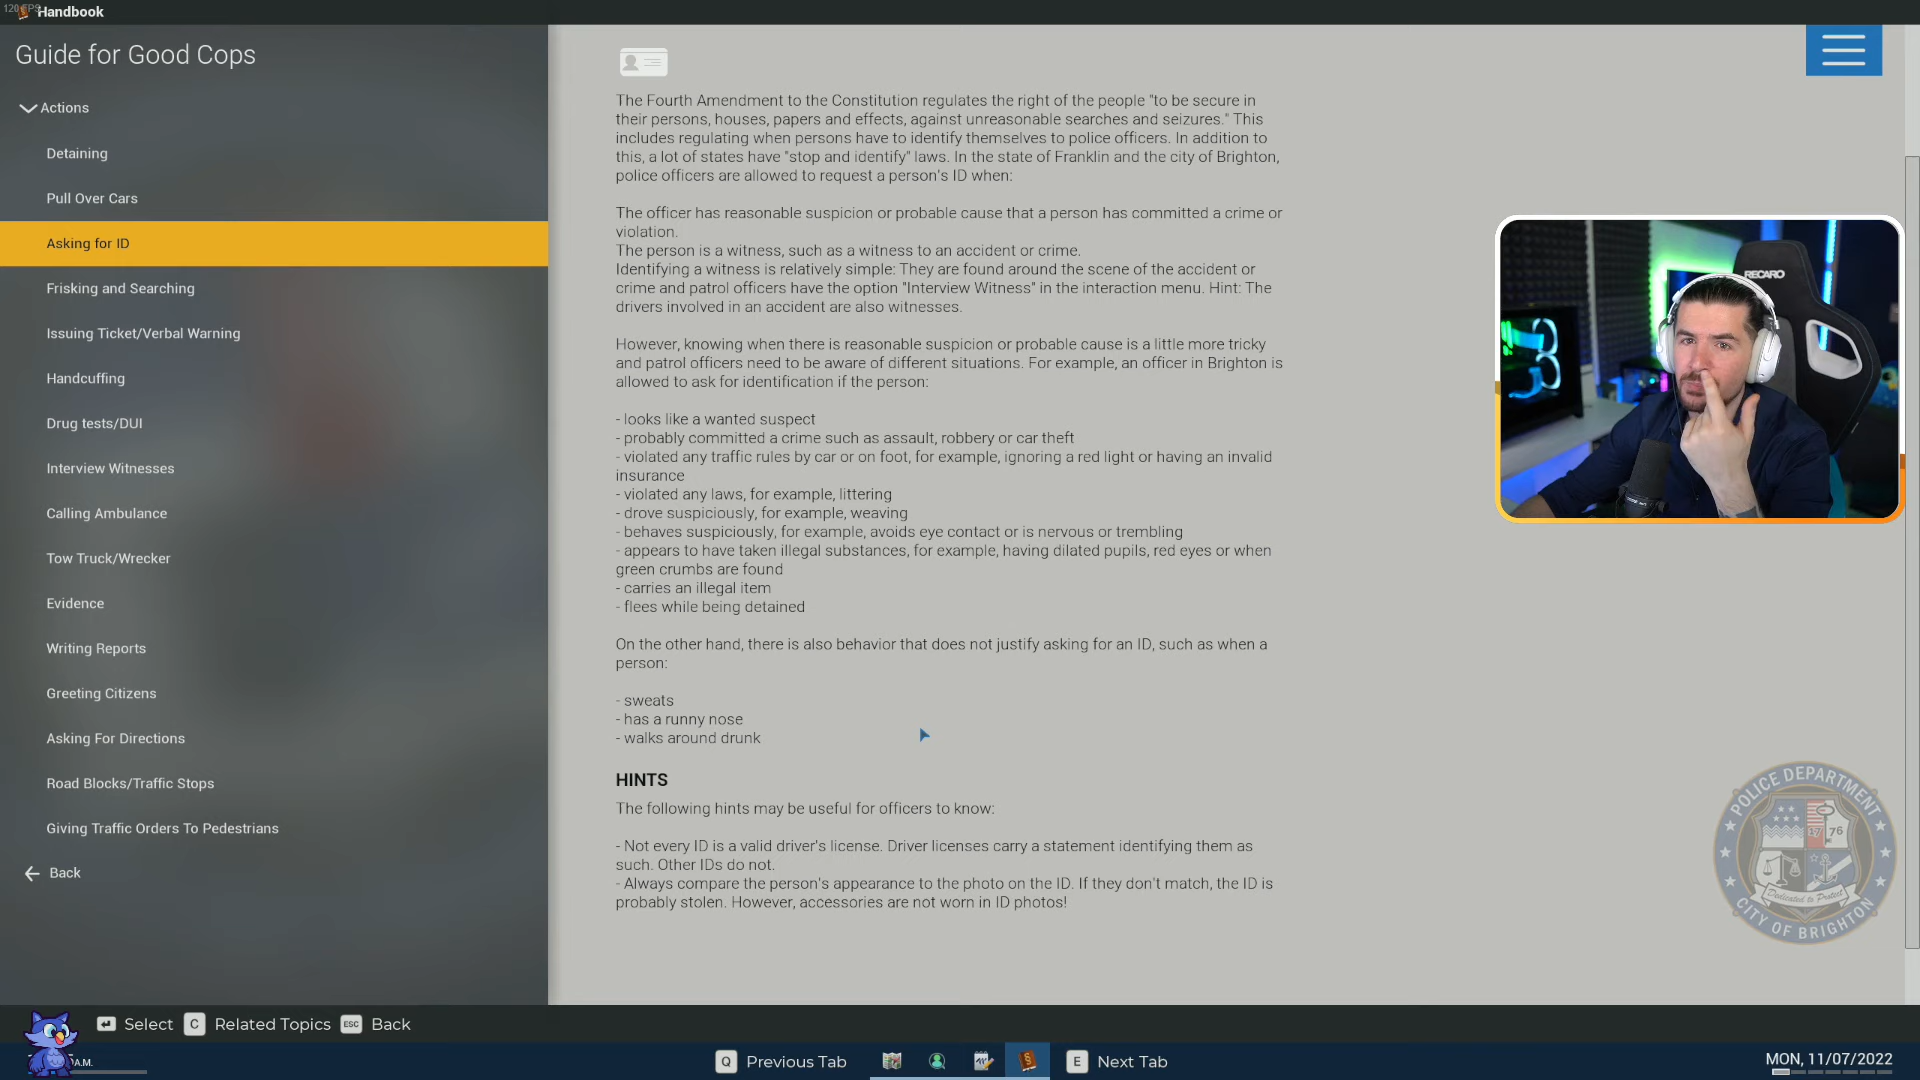 120 FPS
Handbook
Guide for Good Cops
Actions
Detaining
Pull Over Cars
Asking for ID
Frisking and Searching
Issuing Ticket/Verbal Warning
Handcuffing
Drug tests/DUI
Interview Witnesses
Calling Ambulance
Tow Truck/Wrecker
Evidence
Writing Reports
Greeting Citizens
Asking For Directions
Road Blocks/Traffic Stops
Giving Traffic Orders To Pedestrians
Back
The Fourth Amendment to the Constitution regulates the right of the people "to be secure in
their persons, houses, papers and effects, against unreasonable searches and seizures." This
includes regulating when persons have to identify themselves to police officers. In addition to
this, a lot of states have "stop and identify" laws. In the state of Franklin and the city of Brighton,
police officers are allowed to request a person's ID when:
The officer has reasonable suspicion or probable cause that a person has committed a crime or
violation.
The person is a witness, such as a witness to an accident or crime.
Identifying a witness is relatively simple: They are found around the scene of the accident or
crime and patrol officers have the option "Interview Witness" in the interaction menu. Hint: The
drivers involved in an accident are also witnesses.
However, knowing when there is reasonable suspicion or probable cause is a little more tricky
and patrol officers need to be aware of different situations. For example, an officer in Brighton is
allowed to ask for identification if the person:
- looks like a wanted suspect
- probably committed a crime such as assault, robbery or car theft
- violated any traffic rules by car or on foot, for example, ignoring a red light or having an invalid
insurance
- violated any laws, for example, littering
- drove suspiciously, for example, weaving
- behaves suspiciously, for example, avoids eye contact or is nervous or trembling
- appears to have taken illegal substances, for example, having dilated pupils, red eyes or when
green crumbs are found
- carries an illegal item
- flees while being detained
On the other hand, there is also behavior that does not justify asking for an ID, such as when a
person:
- sweats
- has a runny nose
- walks around drunk
HINTS
The following hints may be useful for officers to know:
- Not every ID is a valid driver's license. Driver licenses carry a statement identifying them as
such. Other IDs do not.
- Always compare the person's appearance to the photo on the ID. If they don't match, the ID is
probably stolen. However, accessories are not worn in ID photos!
RECARO
POLICE DEPARTMENT
17 76
Dedicated to Protect
CITY OF BRIGHTON
Select C Related Topics ESC Back
A.M.
Q Previous Tab E Next Tab
MON, 11/07/2022